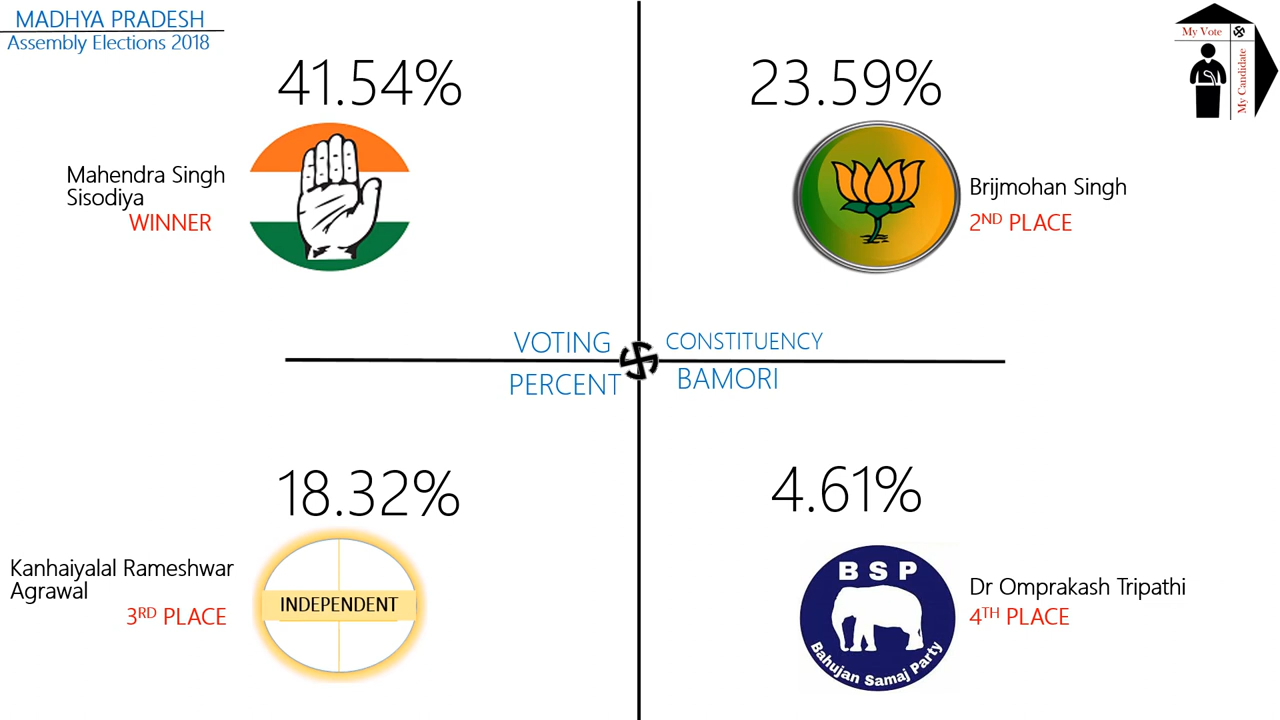 MADHYA PRADESH
Assembly Elections 2018
My Vote
My Candidate
41.54%
Mahendra Singh
Sisodiya
WINNER
23.59%
Brijmohan Singh
2ND PLACE
VOTING
PERCENT
CONSTITUENCY
BAMORI
18.32%
Kanhaiyalal Rameshwar
Agrawal
3RD PLACE
INDEPENDENT
4.61%
BSP
Bahujan Samaj Party
Dr Omprakash Tripathi
4TH PLACE